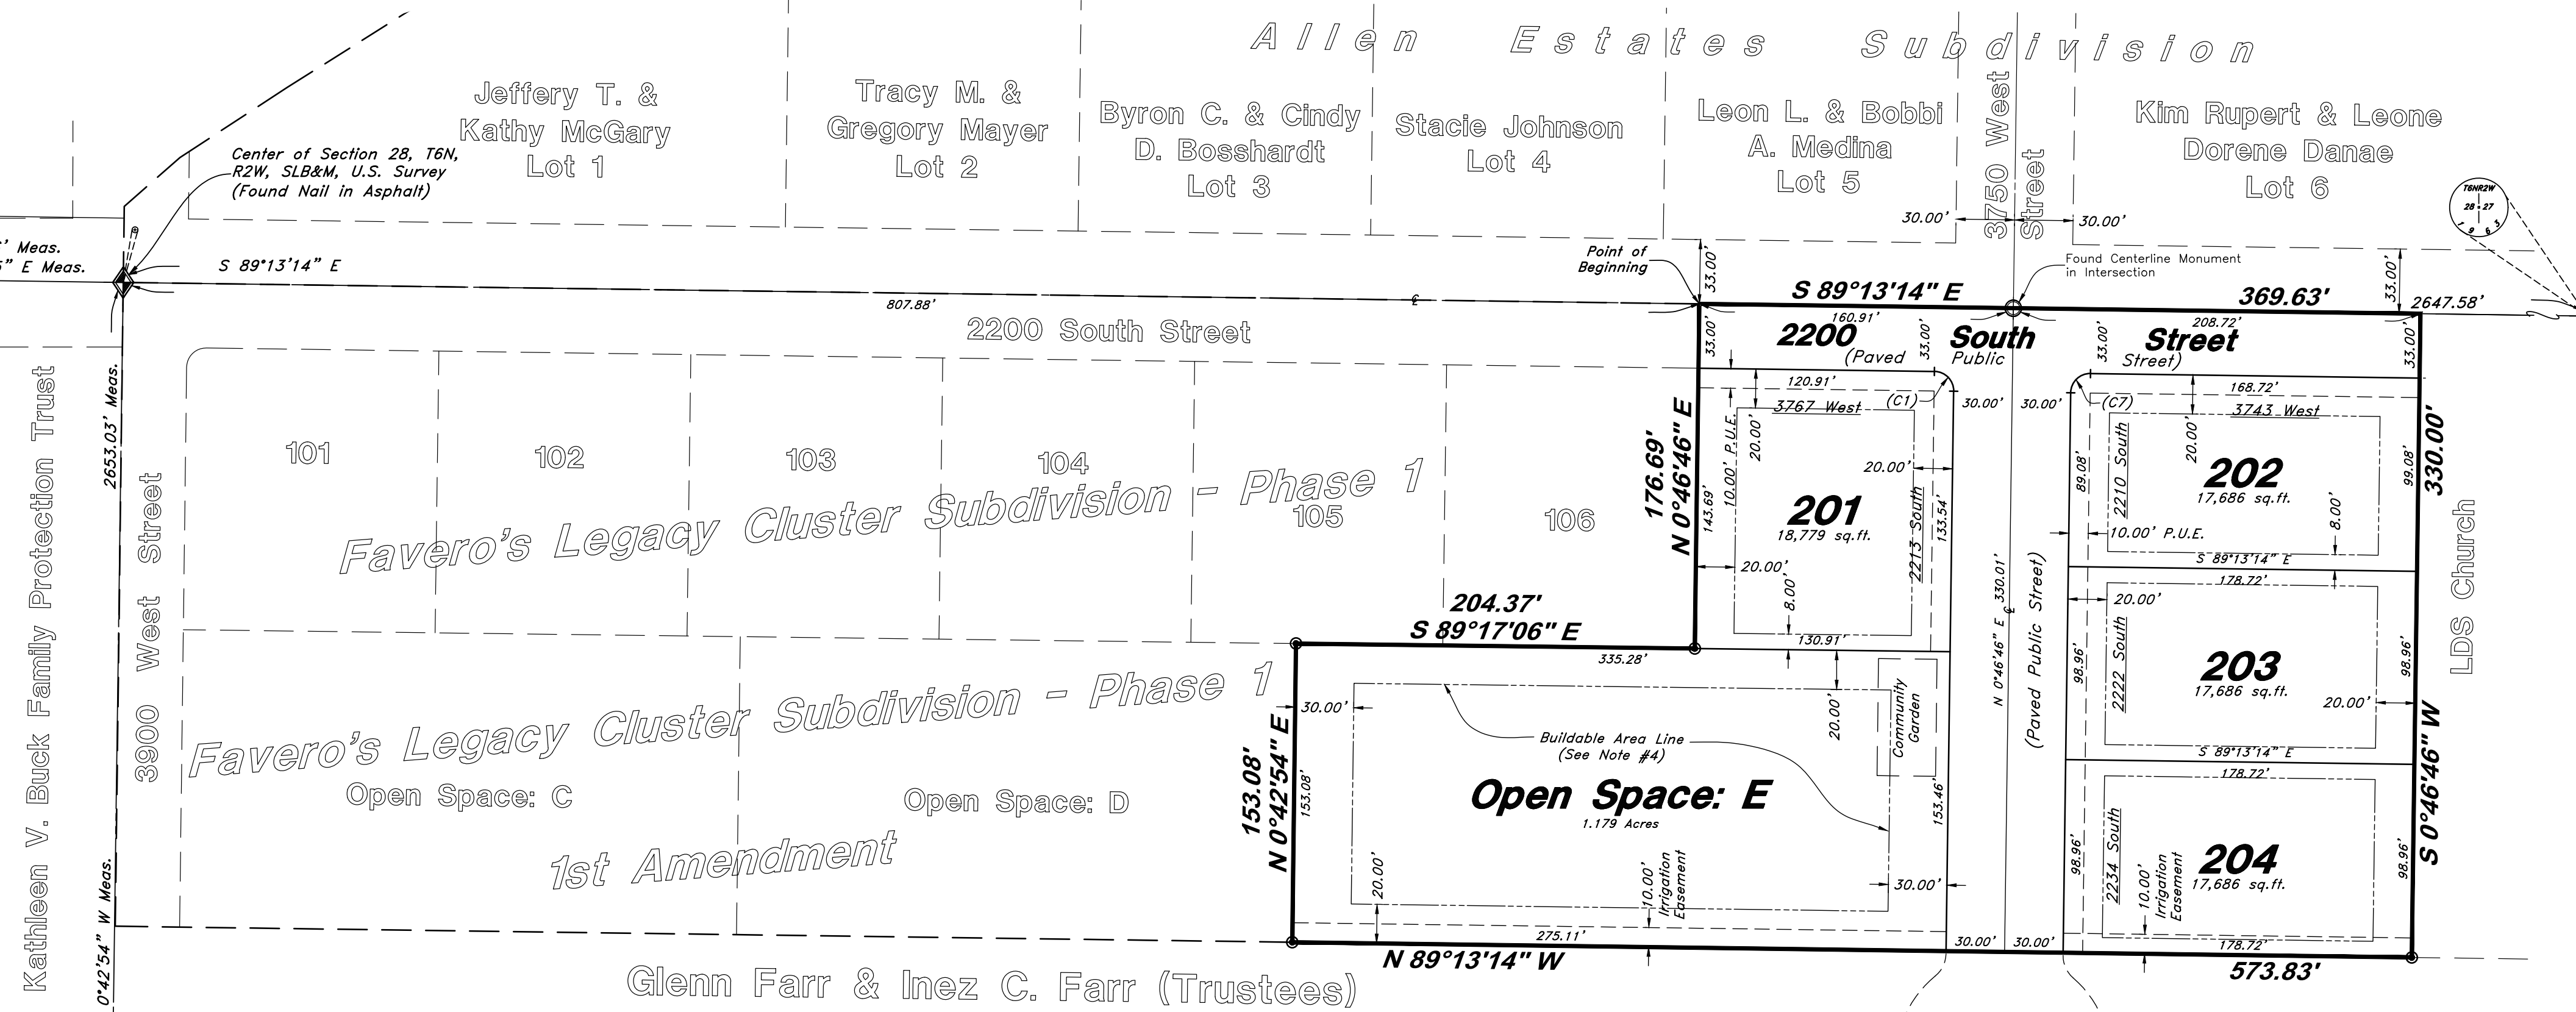 Allen Estates Subdivision
Jeffery T. &
Kathy McGary
Lot 1
Tracy M. &
Gregory Mayer
Lot 2
Byron C. & Cindy
D. Bosshardt
Lot 3
Stacie Johnson
Lot 4
Leon L. & Bobbi
A. Medina
Lot 5
3750 West
Street
Kim Rupert & Leone
Dorene Danae
Lot 6
T6NR2W
28 27
1963
Center of Section 28, T6N,
R2W, SLB&M, U.S. Survey
(Found Nail in Asphalt)
' Meas.
" E Meas.
S 89°13'14" E
807.88'
℄
Point of
Beginning
33.00'
30.00'
30.00'
Found Centerline Monument
in Intersection
33.00'
2647.58'
S 89°13'14" E
369.63'
160.91'
208.72'
2200 South Street
2200 South Street
(Paved Public Street)
33.00'
33.00'
33.00'
33.00'
120.91'
168.72'
3767 West
(C1)
30.00'
30.00'
(C7)
3743 West
Kathleen V. Buck Family Protection Trust
2653.03' Meas.
0°42'54" W Meas.
3900 West Street
101
102
103
104
105
106
Favero's Legacy Cluster Subdivision - Phase 1
176.69'
N 0°46'46" E
143.69'
10.00' P.U.E.
20.00'
20.00'
201
18,779 sq.ft.
2213 South
133.54'
20.00'
8.00'
130.91'
89.08'
2210 South
20.00'
202
17,686 sq.ft.
8.00'
99.08'
330.00'
10.00' P.U.E.
S 89°13'14" E
178.72'
N 0°46'46" E 330.01'
℄
(Paved Public Street)
20.00'
98.96'
2222 South
203
17,686 sq.ft.
20.00'
98.96'
S 0°46'46" W
LDS Church
S 89°13'14" E
178.72'
98.96'
2234 South
204
17,686 sq.ft.
98.96'
10.00'
Irrigation
Easement
178.72'
204.37'
S 89°17'06" E
335.28'
Favero's Legacy Cluster Subdivision - Phase 1
Open Space: C
Open Space: D
1st Amendment
153.08'
N 0°42'54" E
153.08'
30.00'
Buildable Area Line
(See Note #4)
20.00'
Community
Garden
Open Space: E
1.179 Acres
153.46'
20.00'
10.00'
Irrigation
Easement
30.00'
275.11'
30.00'
30.00'
N 89°13'14" W
573.83'
Glenn Farr & Inez C. Farr (Trustees)